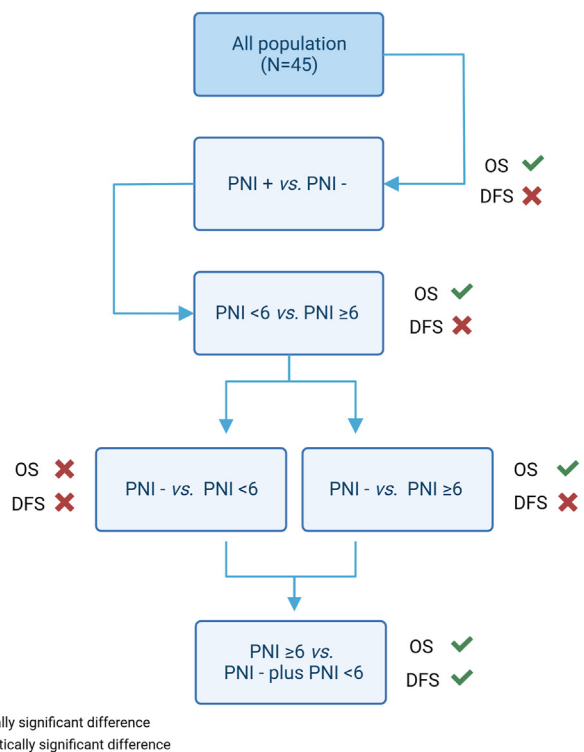 All population
(N=45)
PNI + vs. PNI -
OS
DFS
PNI <6 vs. PNI ≥6
OS
DFS
OS
DFS
PNI - vs. PNI <6
PNI - vs. PNI ≥6
OS
DFS
PNI ≥6 vs.
PNI - plus PNI <6
OS
DFS
significant difference
significant difference